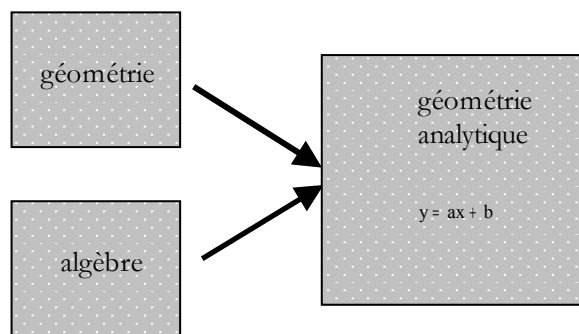 géométrie
algèbre
géométrie
analytique
y = ax + b